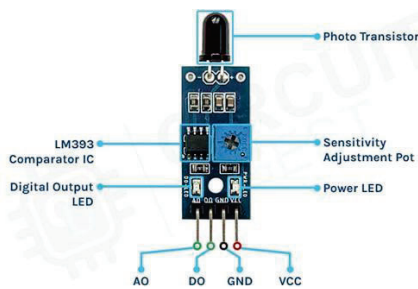 Photo Transistor
LM393
Comparator IC
Sensitivity
Adjustment Pot
Digital Output
LED
Power LED
AO
DO
GND
VCC